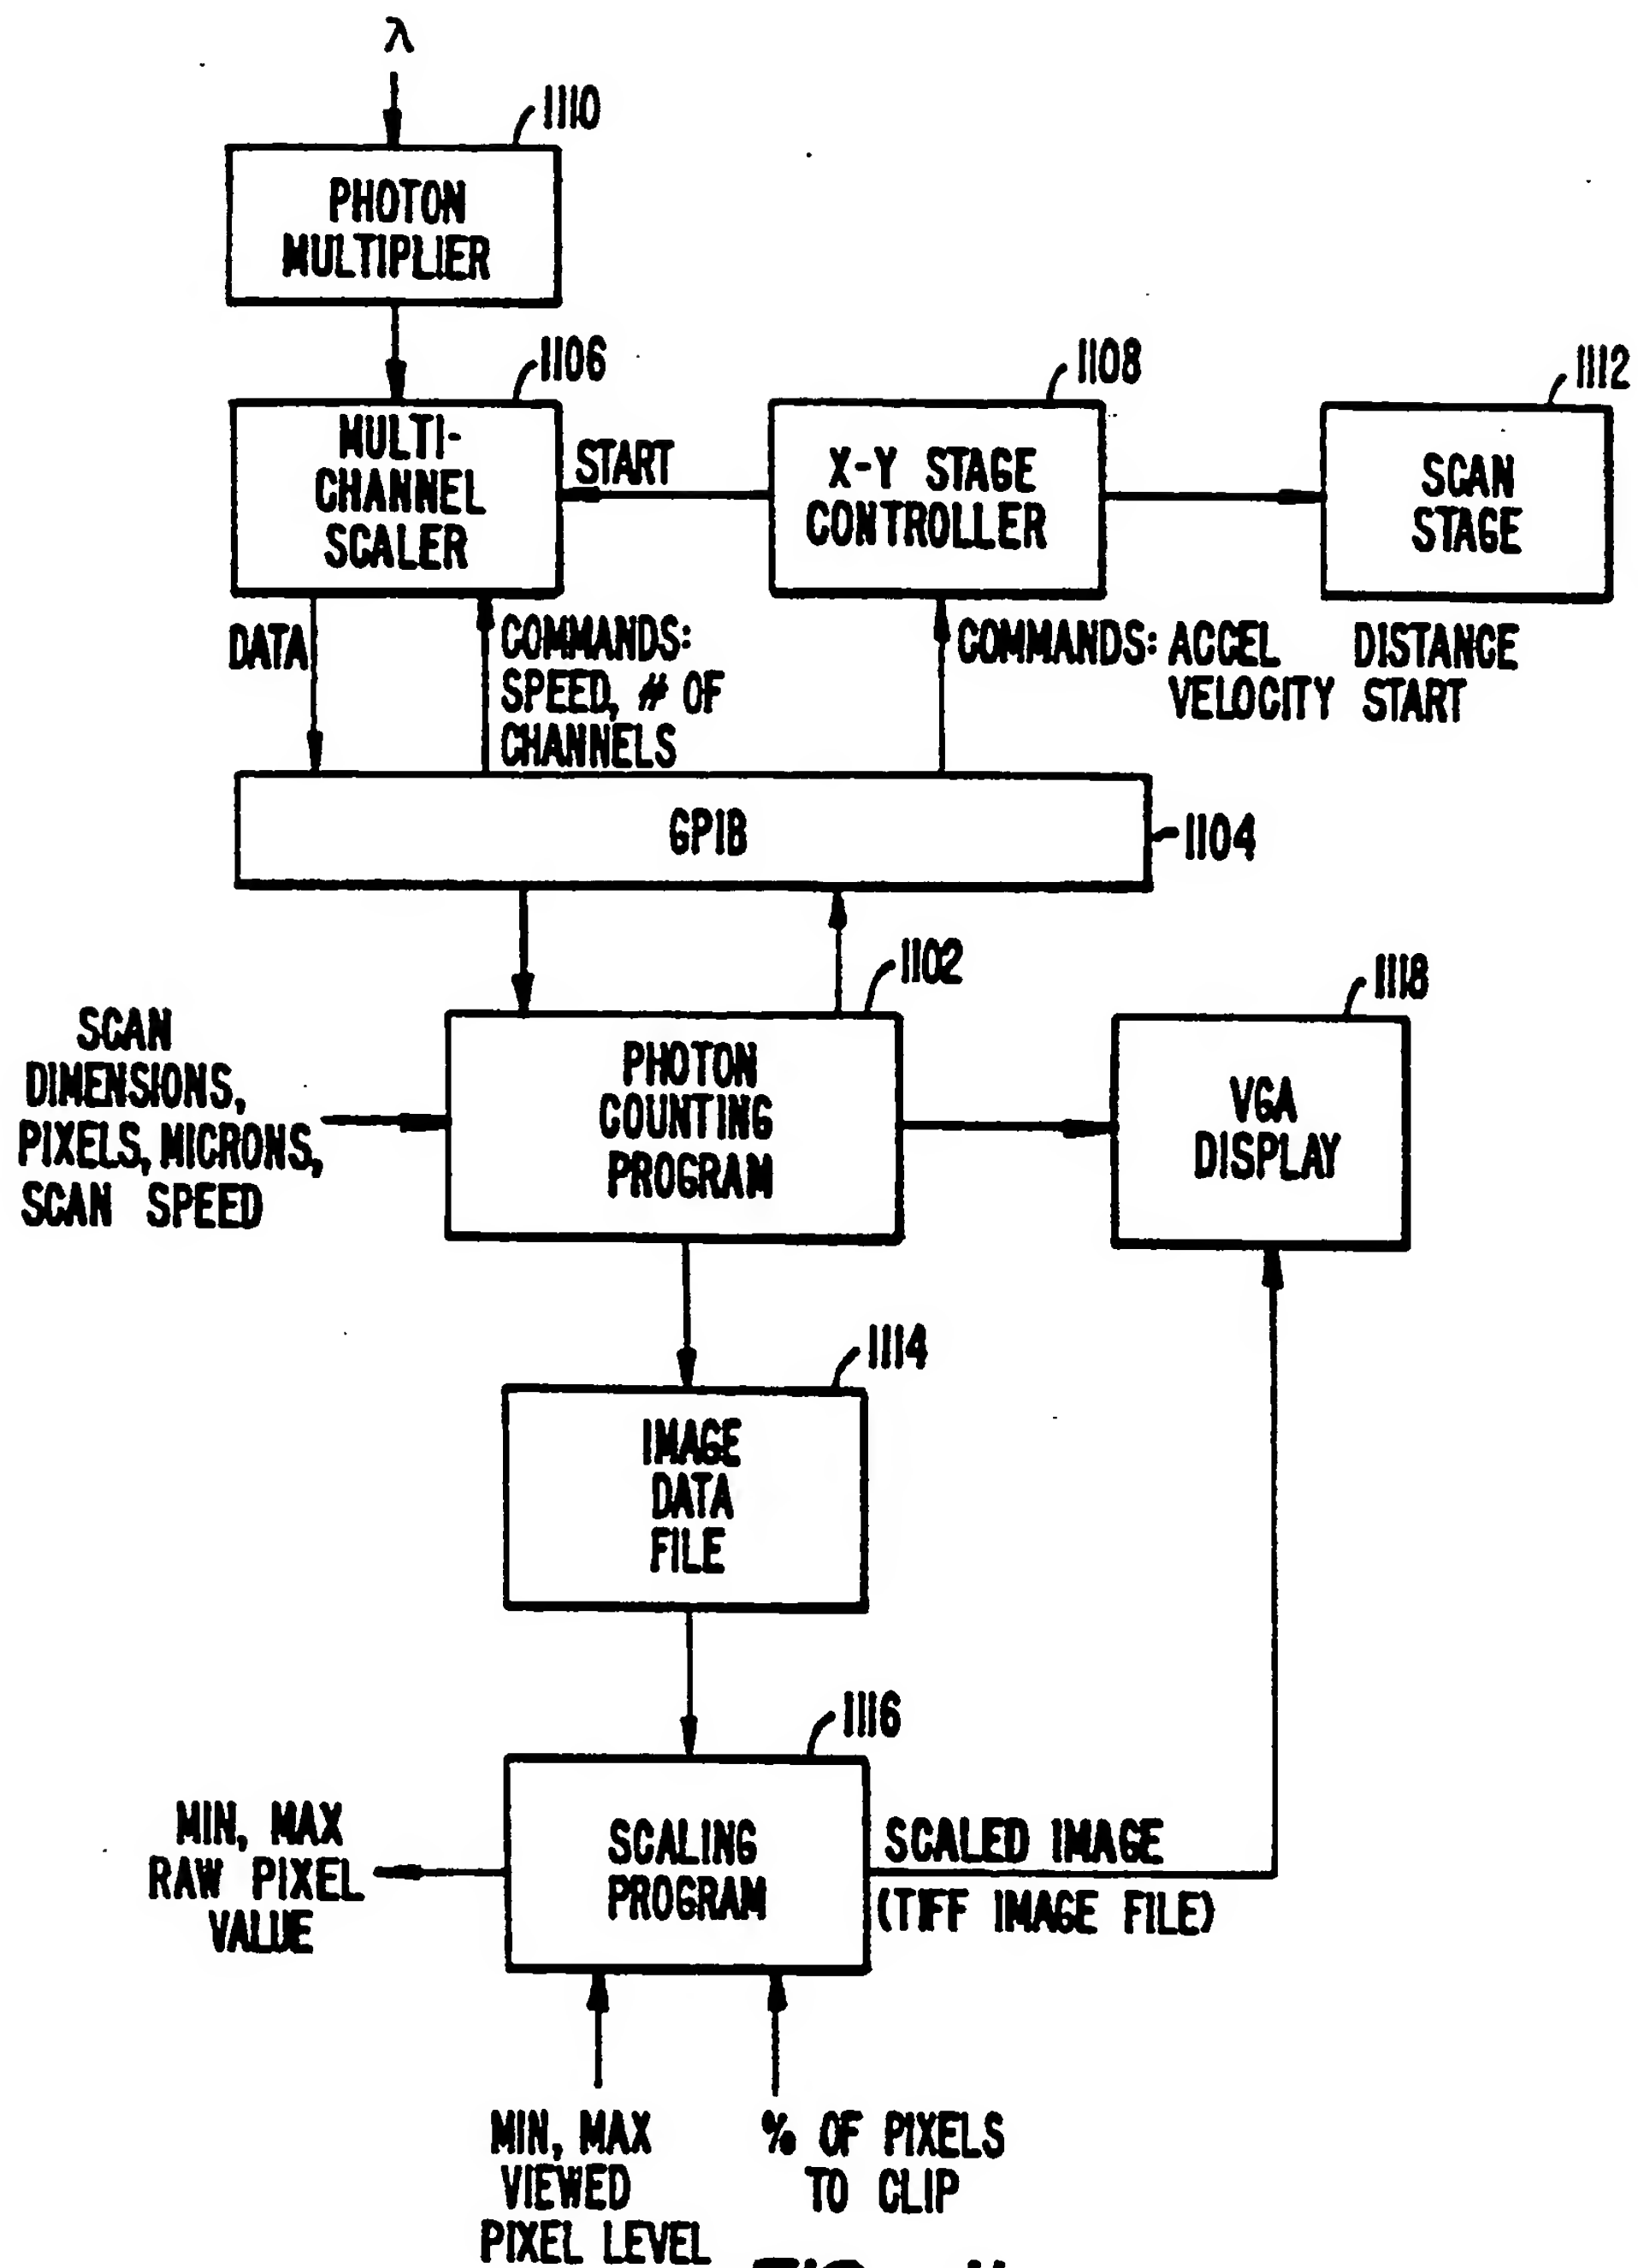 λ
1110
PHOTON
MULTIPLIER
1106
1108
1112
MULTI-
CHANNEL
SCALER
START
X-Y STAGE
CONTROLLER
SCAN
STAGE
DATA
COMMANDS:
SPEED, # OF
CHANNELS
COMMANDS: ACCEL DISTANCE
VELOCITY START
GPIB
1104
1102
1118
SCAN
DIMENSIONS,
PIXELS, MICRONS,
SCAN SPEED
PHOTON
COUNTING
PROGRAM
VGA
DISPLAY
1114
IMAGE
DATA
FILE
1116
MIN, MAX
RAW PIXEL
VALUE
SCALING
PROGRAM
SCALED IMAGE
(TIFF IMAGE FILE)
MIN, MAX
VIEWED
PIXEL LEVEL
% OF PIXELS
TO CLIP